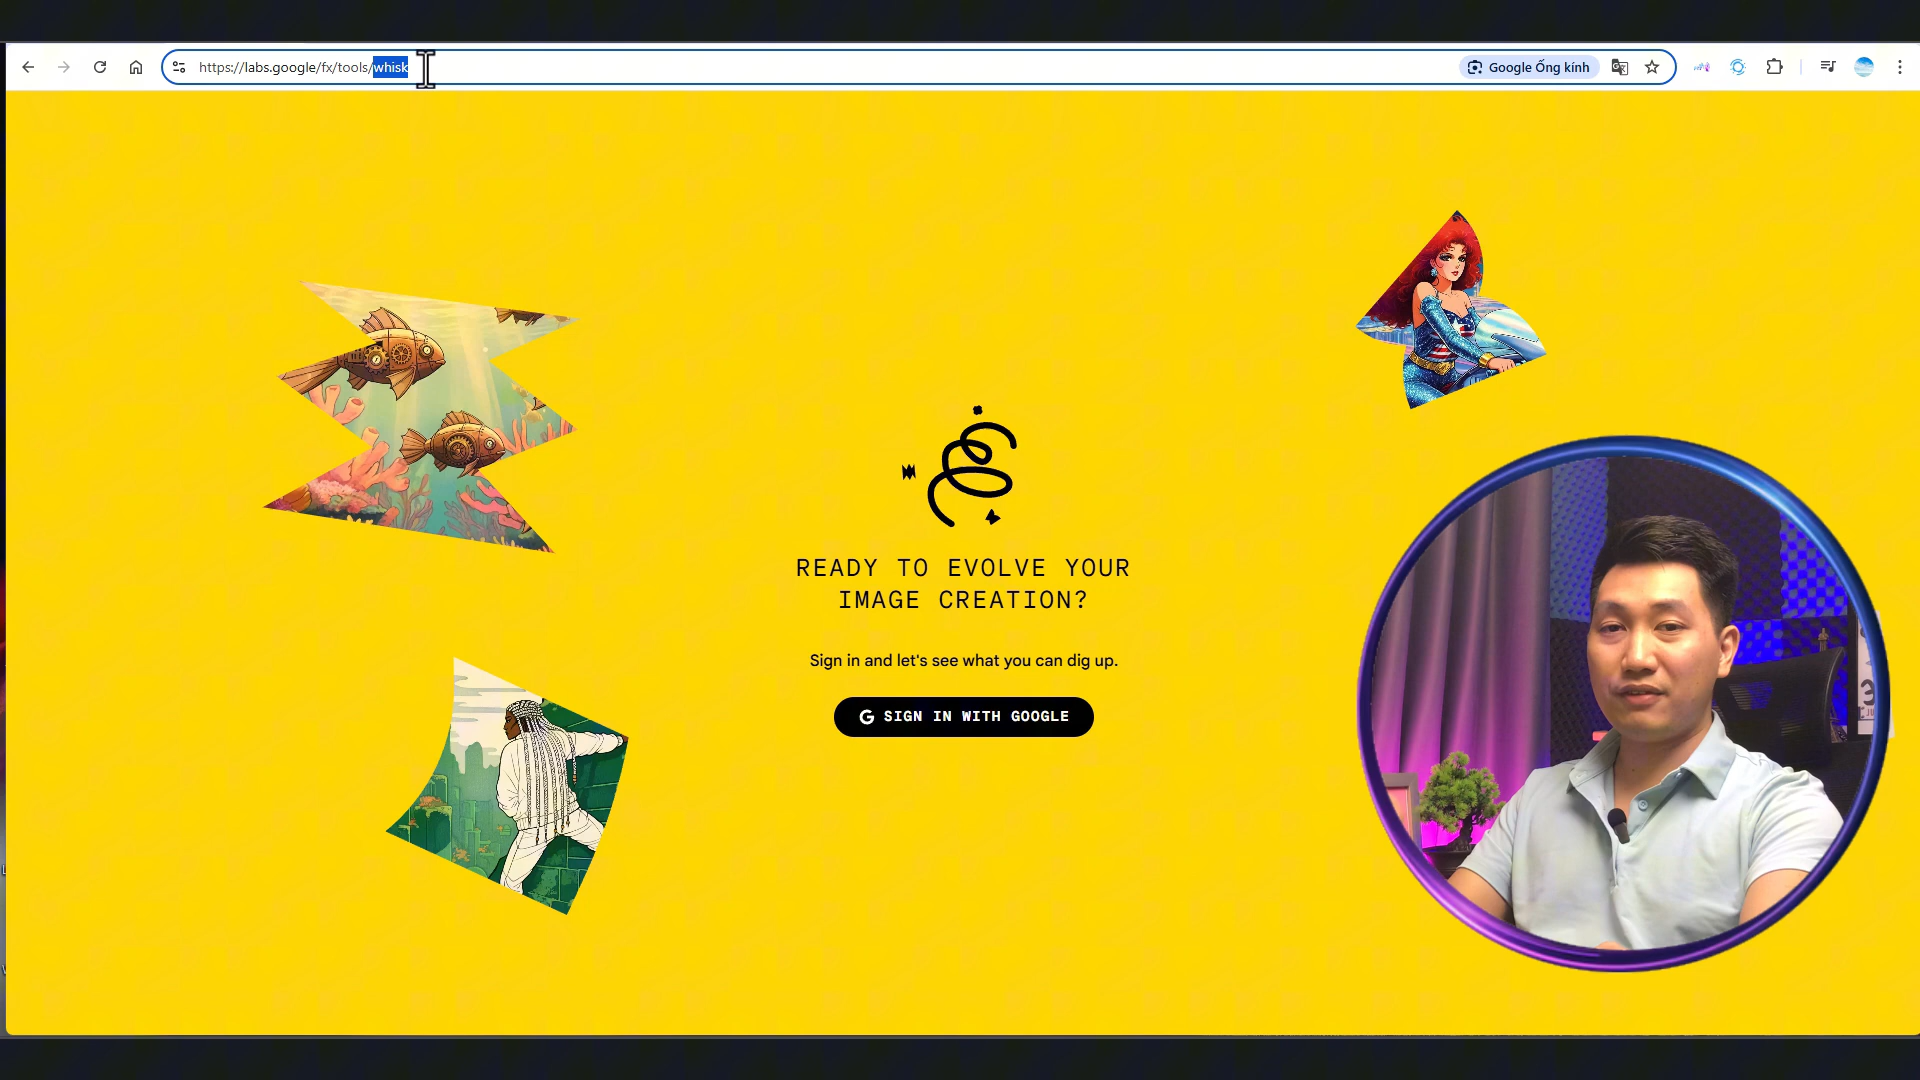 https://labs.google/fx/tools/whisk
Google Ống kính
READY TO EVOLVE YOUR
IMAGE CREATION?
Sign in and let's see what you can dig up.
SIGN IN WITH GOOGLE